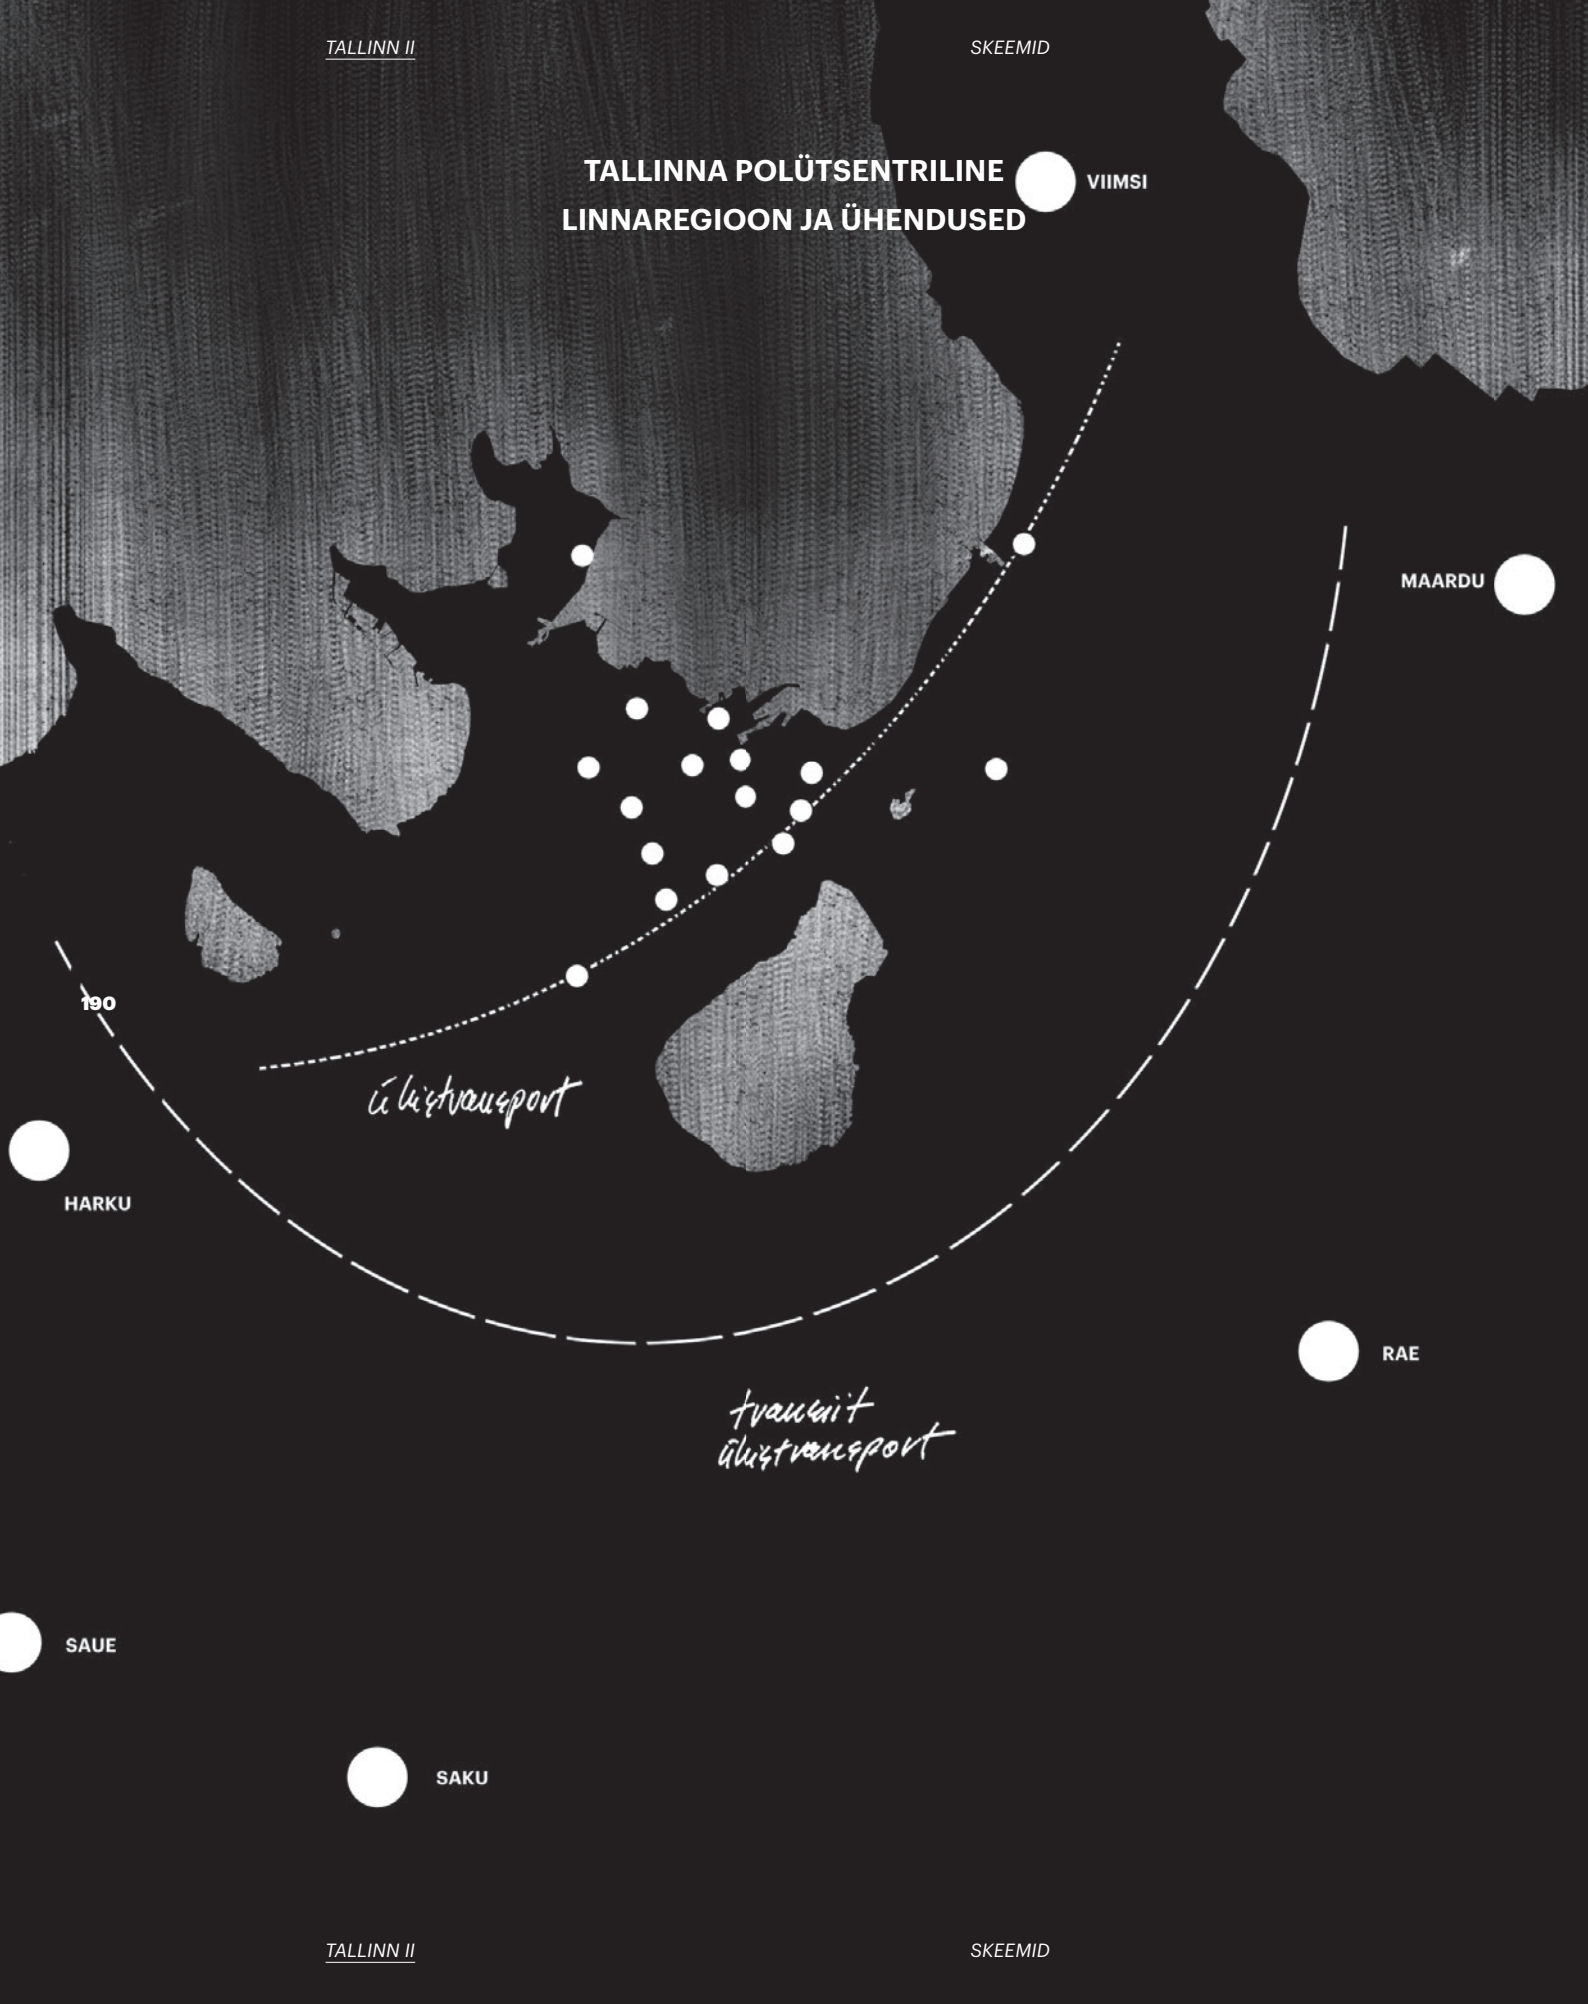 TALLINN II
SKEEMID
TALLINNA POLÜTSENTRILINE
LINNAREGIOON JA ÜHENDUSED
VIIMSI
MAARDU
190
ühistransport
HARKU
RAE
transiit
ühistransport
SAUE
SAKU
TALLINN II
SKEEMID